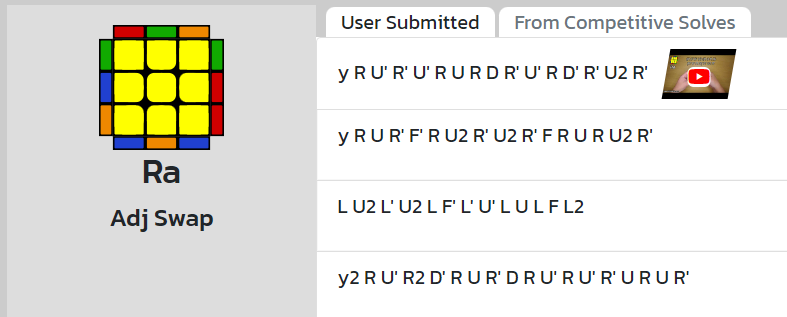 User Submitted
From Competitive Solves
Ra
Adj Swap
y R U' R' U' R U R D R' U' R D' R' U2 R'
y R U R' F' R U2 R' U2 R' F R U R U2 R'
L U2 L' U2 L F' L' U' L U L F L2
y2 R U' R2 D' R U R' D R U' R U' R' U R U R'